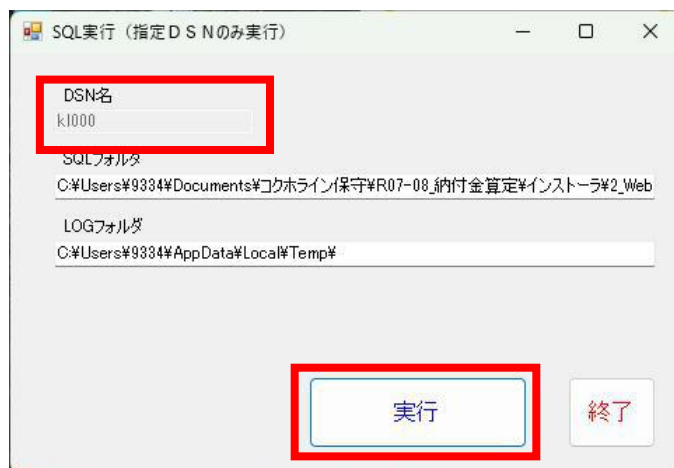 SQL実行（指定ＤＳＮのみ実行）
DSN名
kl000
SQLフォルダ
C:¥Users¥9334¥Documents¥コクホライン保守¥R07-08_納付金算定¥インストーラ¥2_Web
LOGフォルダ
C:¥Users¥9334¥AppData¥Local¥Temp¥
実行
終了